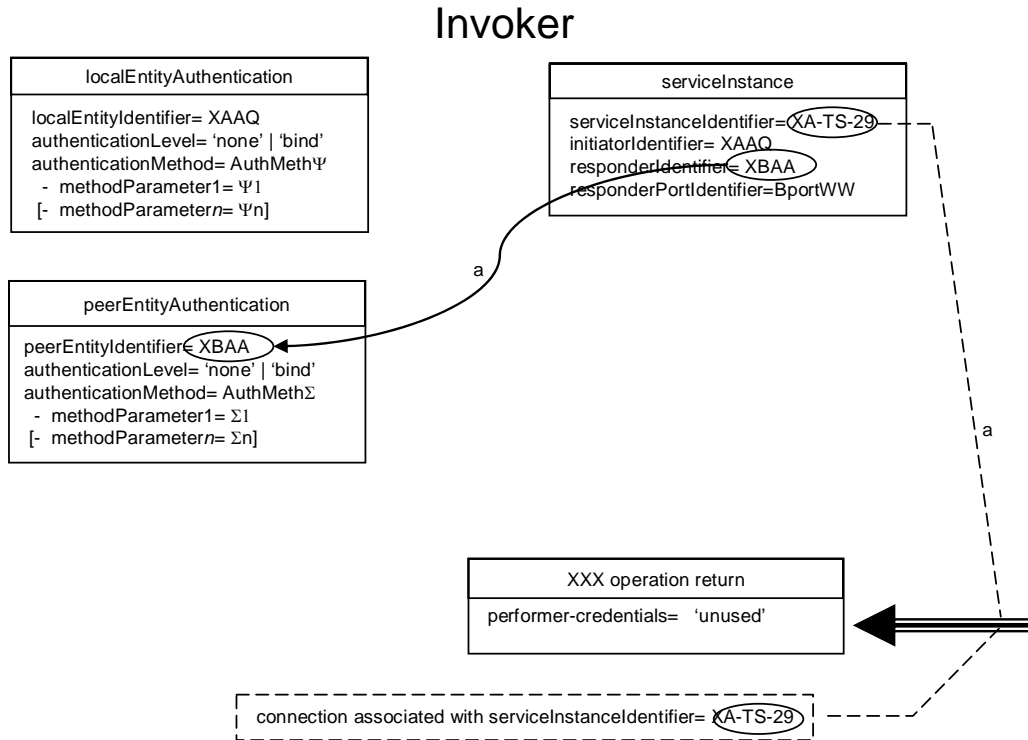 Invoker
localEntityAuthentication
localEntityIdentifier= XAAQ
authenticationLevel= ‘none’ | ‘bind’
authenticationMethod= AuthMethΨ
- methodParameter1= Ψ1
[- methodParametern= Ψn]
serviceInstance
serviceInstanceIdentifier= XA-TS-29
initiatorIdentifier= XAAQ
responderIdentifier= XBAA
responderPortIdentifier=BportWW
a
peerEntityAuthentication
peerEntityIdentifier= XBAA
authenticationLevel= ‘none’ | ‘bind’
authenticationMethod= AuthMethΣ
- methodParameter1= Σ1
[- methodParametern= Σn]
a
XXX operation return
performer-credentials= ‘unused’
connection associated with serviceInstanceIdentifier= XA-TS-29